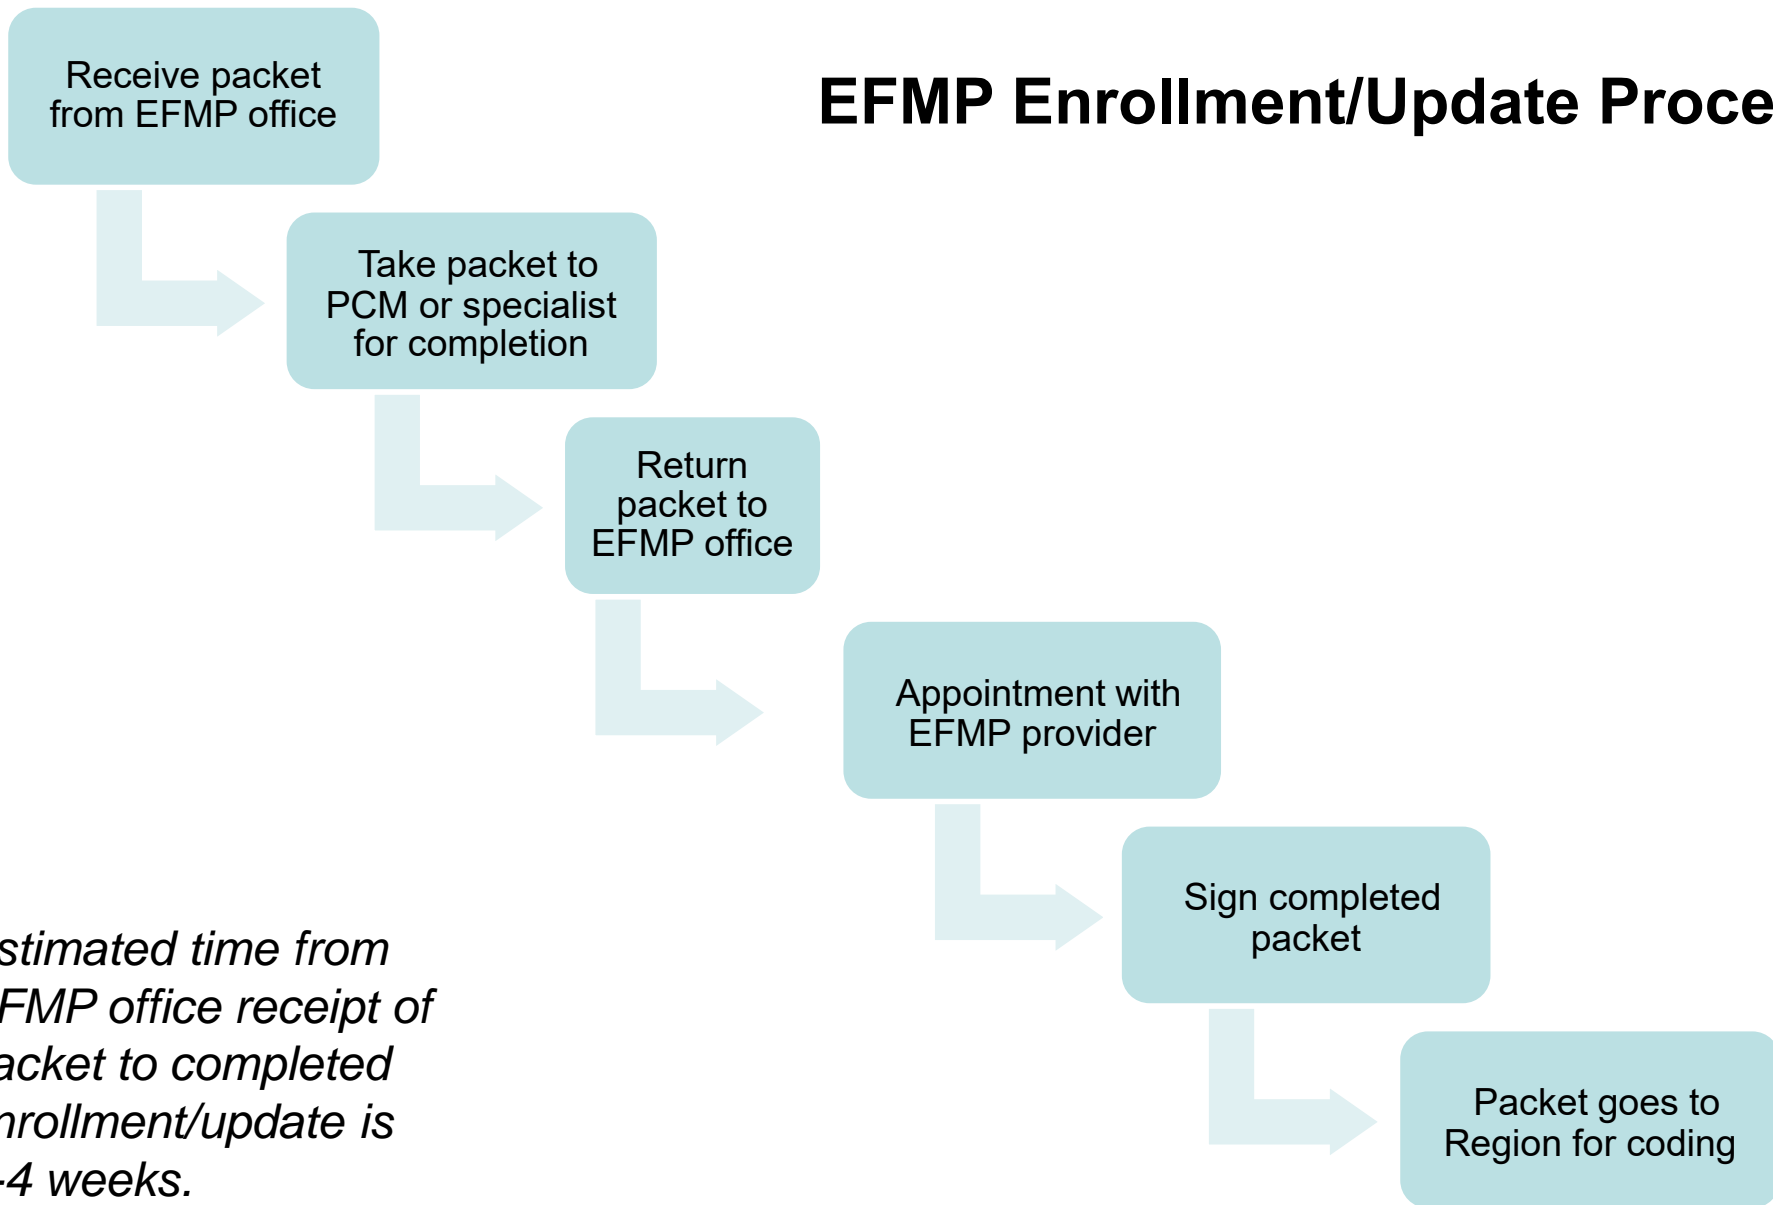 Receive packet
from EFMP office
EFMP Enrollment/Update Proce
Take packet to
PCM or specialist
for completion
Return
packet to
EFMP office
Appointment with
EFMP provider
Sign completed
packet
Packet goes to
Region for coding
stimated time from
FMP office receipt of
acket to completed
nrollment/update is
-4 weeks.